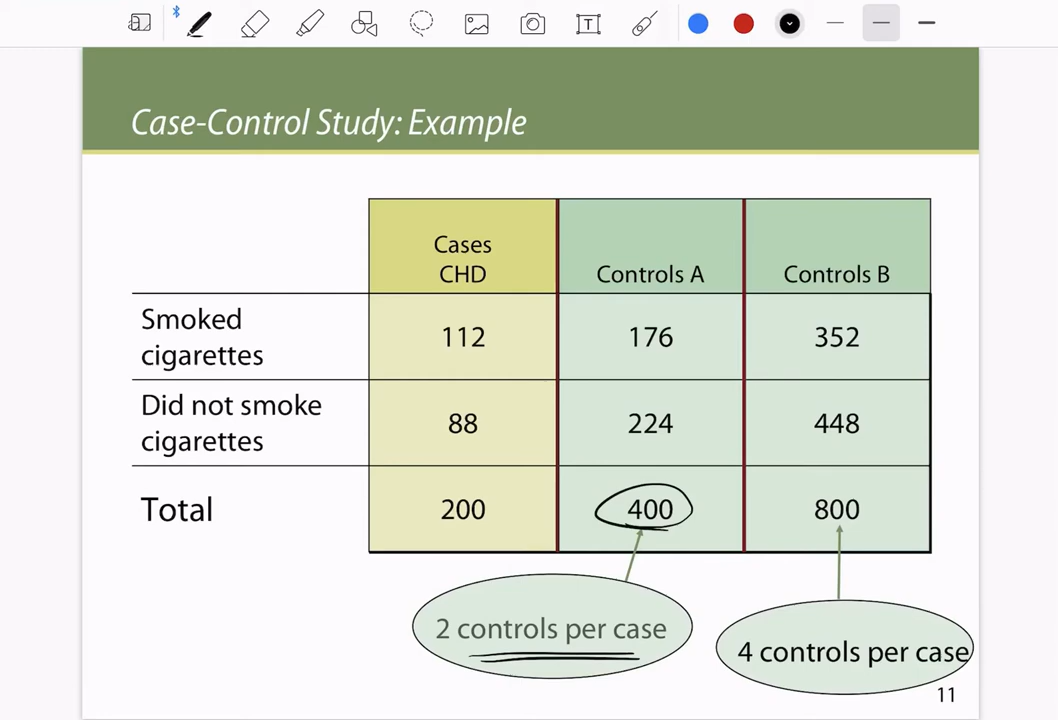 T
Case-Control Study: Example
Cases
CHD
Controls A
Controls B
Smoked
cigarettes
112
176
352
Did not smoke
cigarettes
88
224
448
Total
200
400
800
2 controls per case
4 controls per case
11